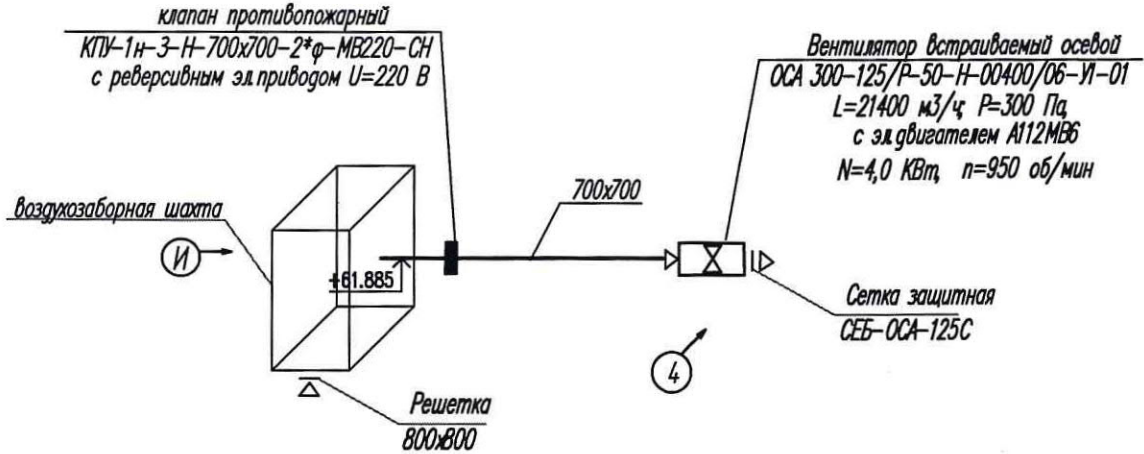 клапан противопожарный
КПУ-1н-З-Н-700х700-2*ф-МВ220-СН
с реверсивным эл.приводом U=220 В
Вентилятор встраиваемый осевой
ОСА 300-125/Р-50-Н-00400/06-У1-01
L=21400 м3/ч; Р=300 Па,
с эл.двигателем А112МВ6
N=4,0 КВт, n=950 об/мин
воздухозаборная шахта
И
700х700
+61.885
Сетка защитная
СЕБ-ОСА-125С
4
Решетка
800х800